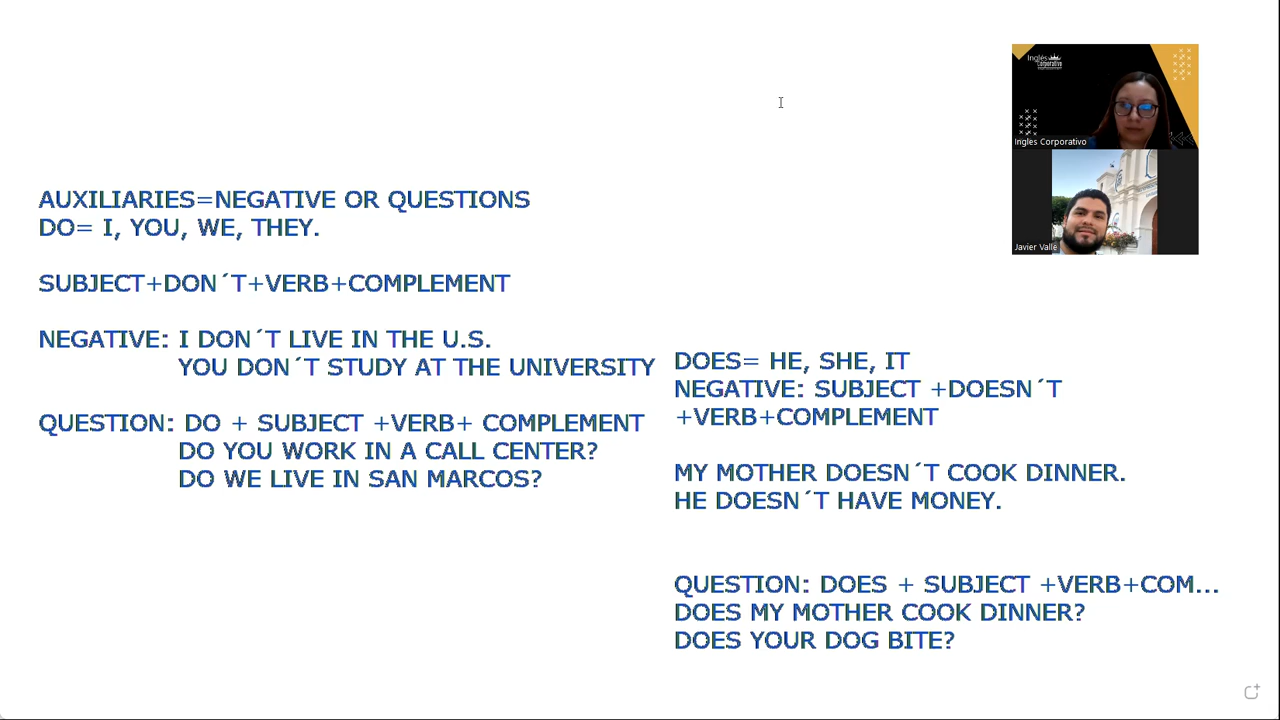 AUXILIARIES=NEGATIVE OR QUESTIONS
DO= I, YOU, WE, THEY.
SUBJECT+DON´T+VERB+COMPLEMENT
NEGATIVE: I DON´T LIVE IN THE U.S.
YOU DON´T STUDY AT THE UNIVERSITY
QUESTION: DO + SUBJECT +VERB+ COMPLEMENT
DO YOU WORK IN A CALL CENTER?
DO WE LIVE IN SAN MARCOS?
DOES= HE, SHE, IT
NEGATIVE: SUBJECT +DOESN´T
+VERB+COMPLEMENT
MY MOTHER DOESN´T COOK DINNER.
HE DOESN´T HAVE MONEY.
QUESTION: DOES + SUBJECT +VERB+COM...
DOES MY MOTHER COOK DINNER?
DOES YOUR DOG BITE?
Inglés
Corporativo
Ingles Corporativo
Javier Valle